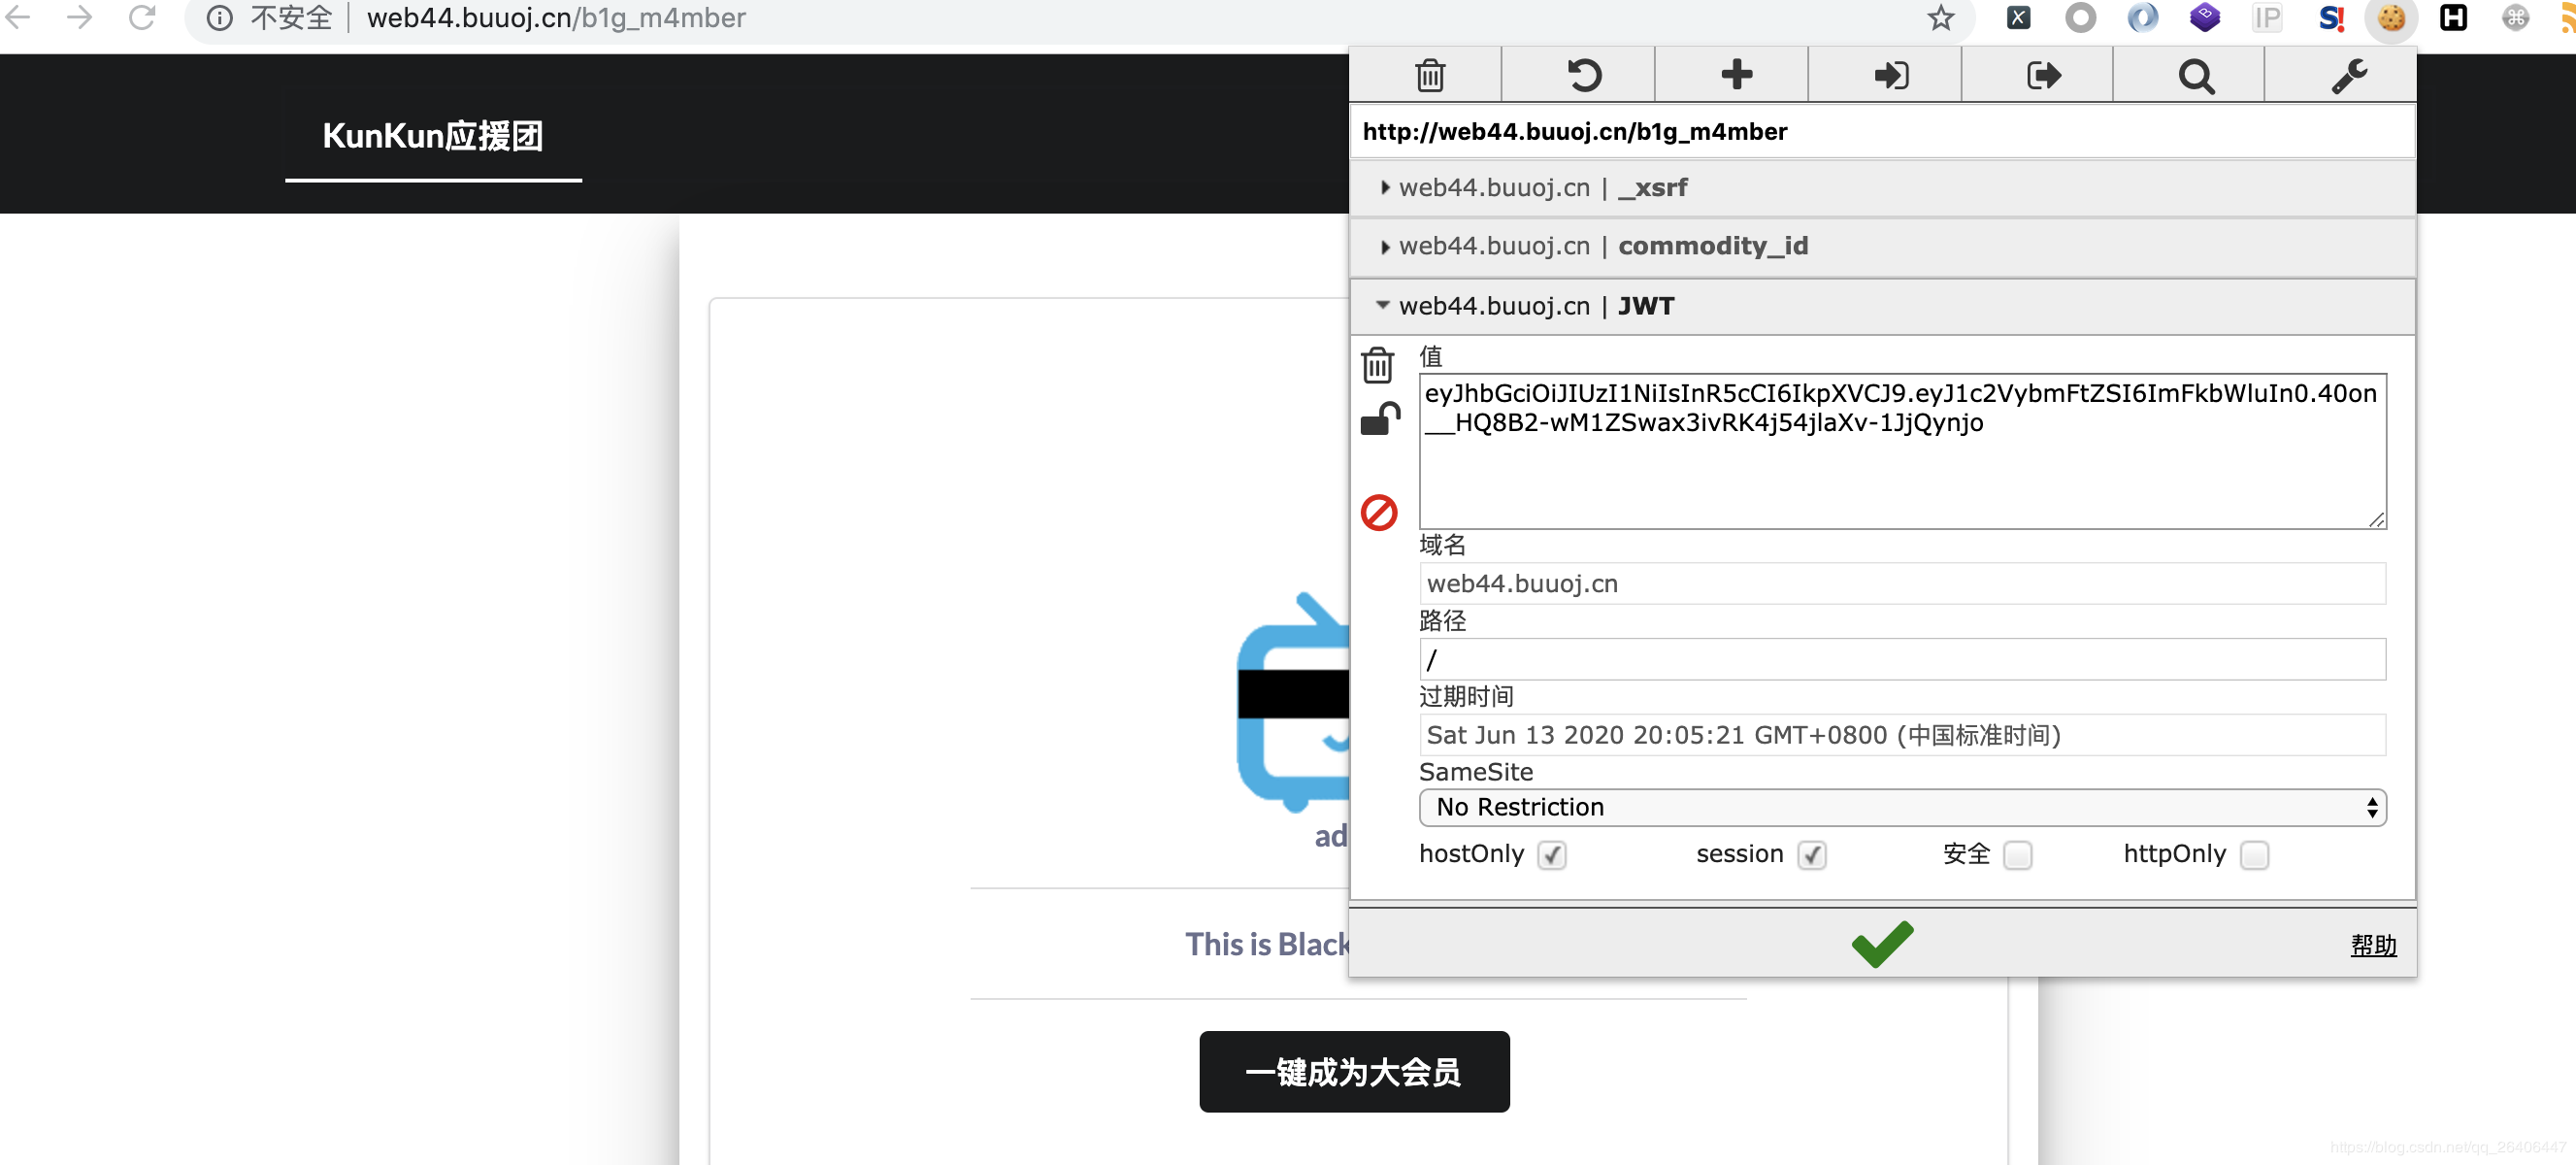 不安全 web44.buuoj.cn/b1g_m4mber
IP
S!
H
KunKun应援团
http://web44.buuoj.cn/b1g_m4mber
web44.buuoj.cn | _xsrf
web44.buuoj.cn | commodity_id
web44.buuoj.cn | JWT
值
eyJhbGciOiJIUzI1NiIsInR5cCI6IkpXVCJ9.eyJ1c2VybmFtZSI6ImFkbWluIn0.40on
__HQ8B2-wM1ZSwax3ivRK4j54jlaXv-1JjQynjo
域名
web44.buuoj.cn
路径
/
过期时间
Sat Jun 13 2020 20:05:21 GMT+0800 (中国标准时间)
SameSite
No Restriction
hostOnly session 安全 httpOnly
ad
This is Black
帮助
一键成为大会员
https://blog.csdn.net/qq_26406447